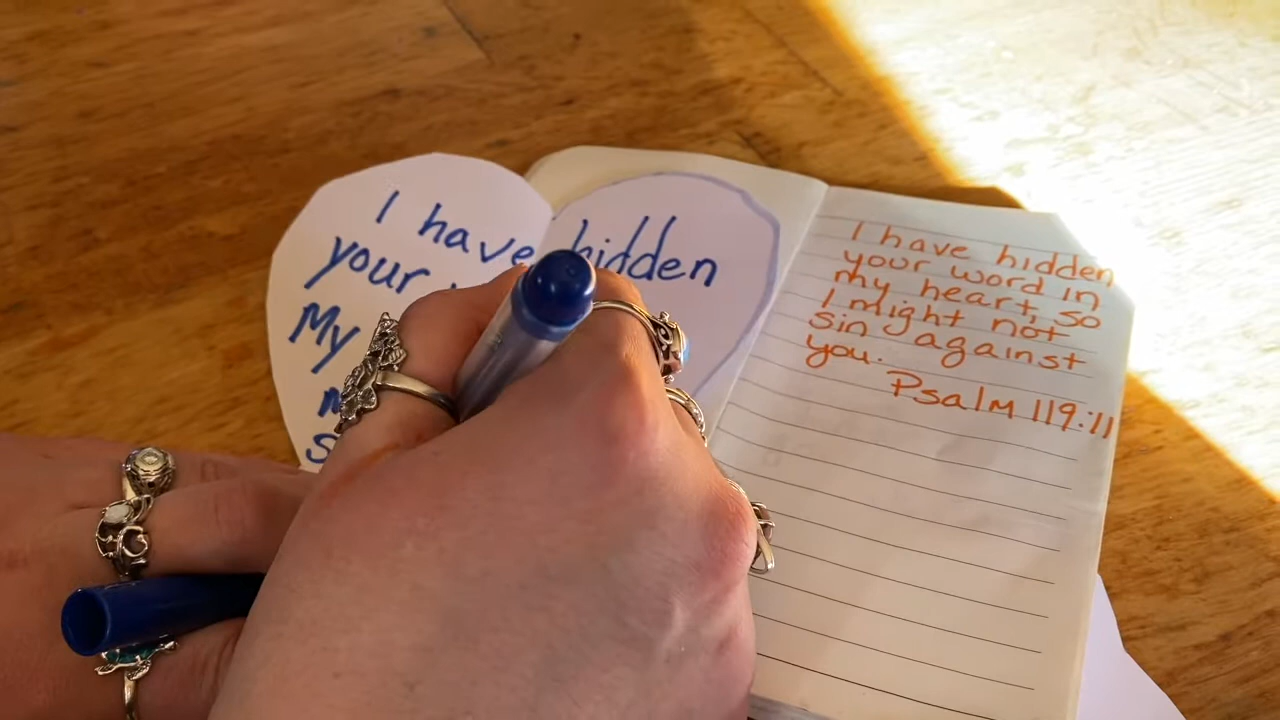 I have hidden
your
My
I have hidden
your word in
my heart, so
I might not
sin against
you.
Psalm 119:11